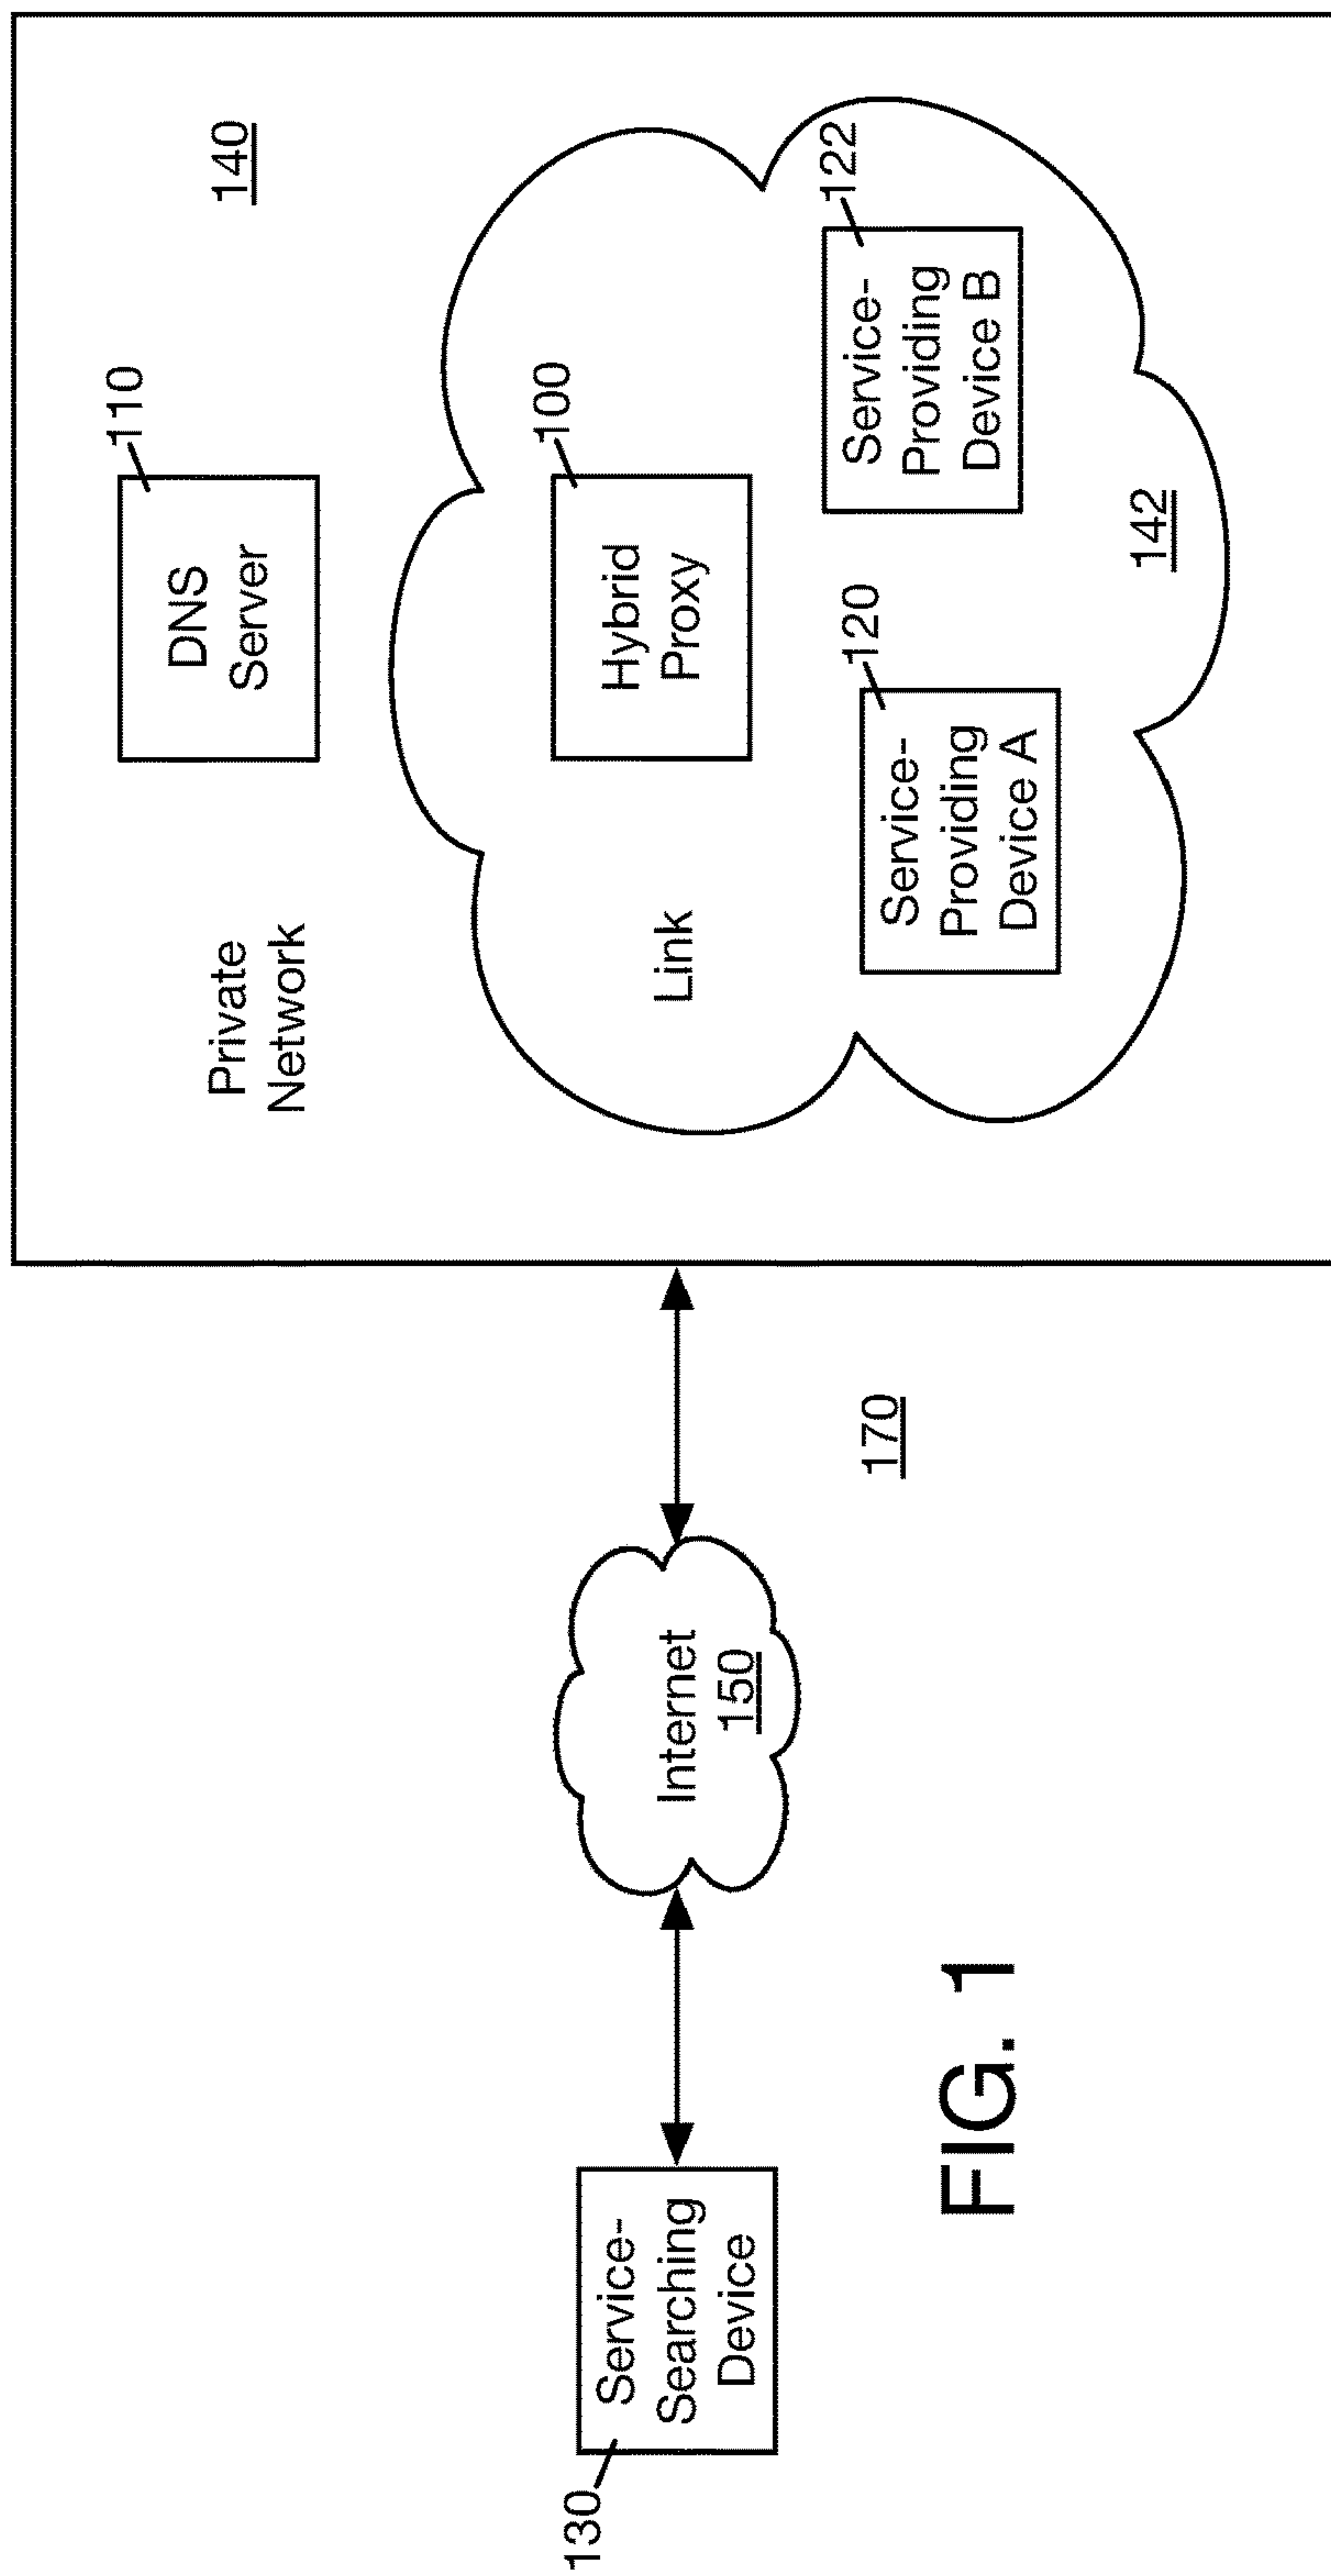 130
Service-
Searching
Device
Internet
150
170
Private
Network
140
DNS
Server
110
Link
Hybrid
Proxy
100
Service-
Providing
Device A
120
Service-
Providing
Device B
122
142
FIG. 1